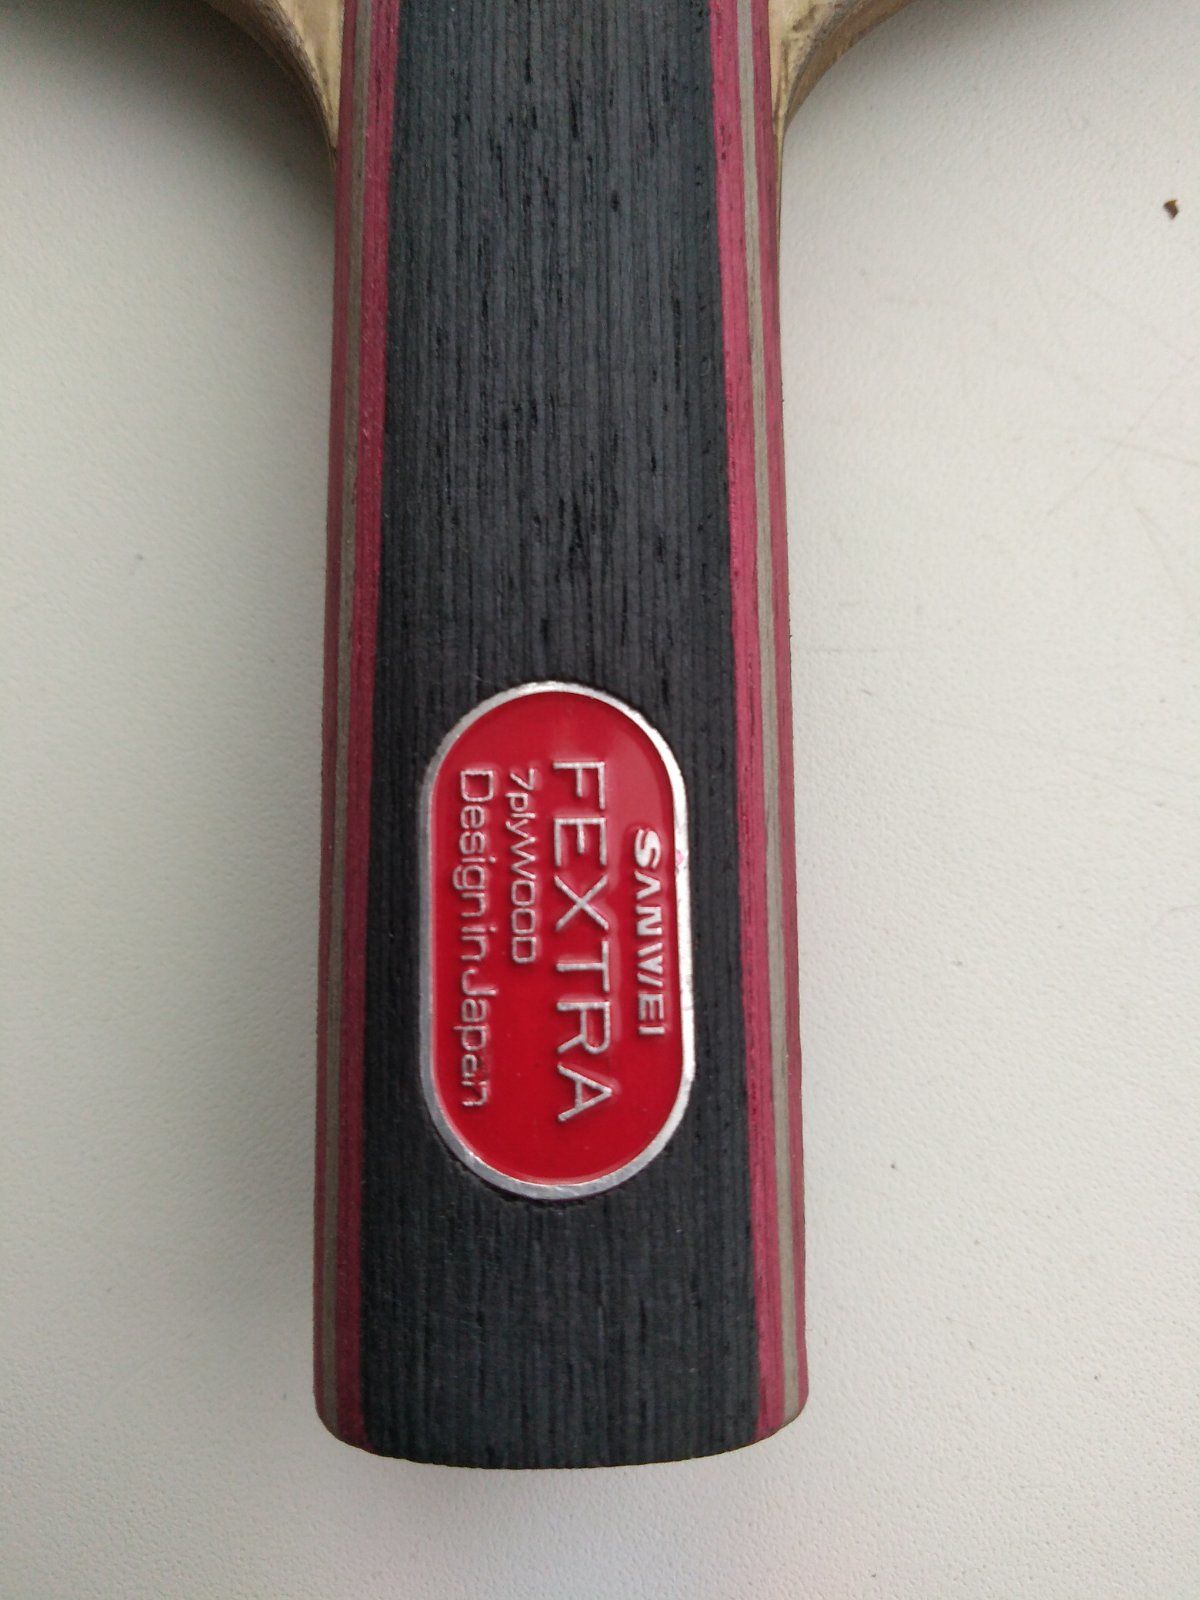 SANWEI
FEXTRA
7plyWOOD
Design in Japan